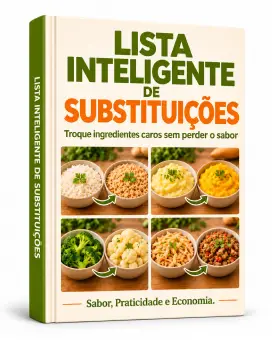 LISTA
INTELIGENTE
DE
SUBSTITUIÇÕES
Troque ingredientes caros sem perder o sabor
Sabor, Praticidade e Economia.
LISTA INTELIGENTE DE SUBSTITUIÇÕES